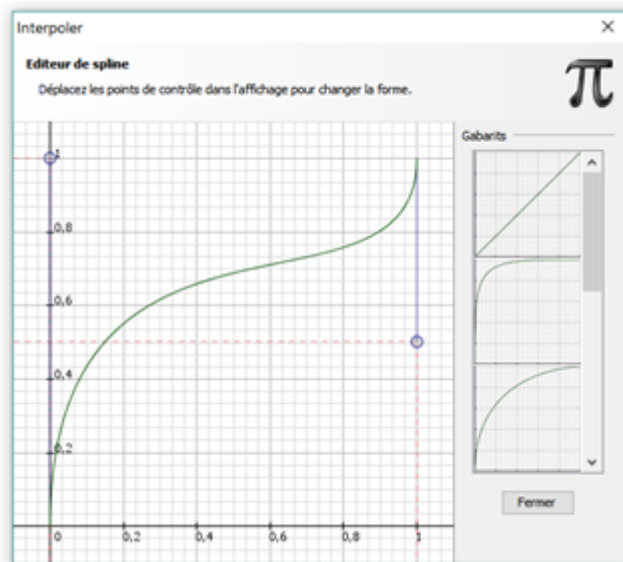 Interpoler
Editeur de spline
Déplacez les points de contrôle dans l'affichage pour changer la forme.
π
Gabarits
1
0,8
0,6
0,4
0,2
0 0,2 0,4 0,6 0,8 1
Fermer